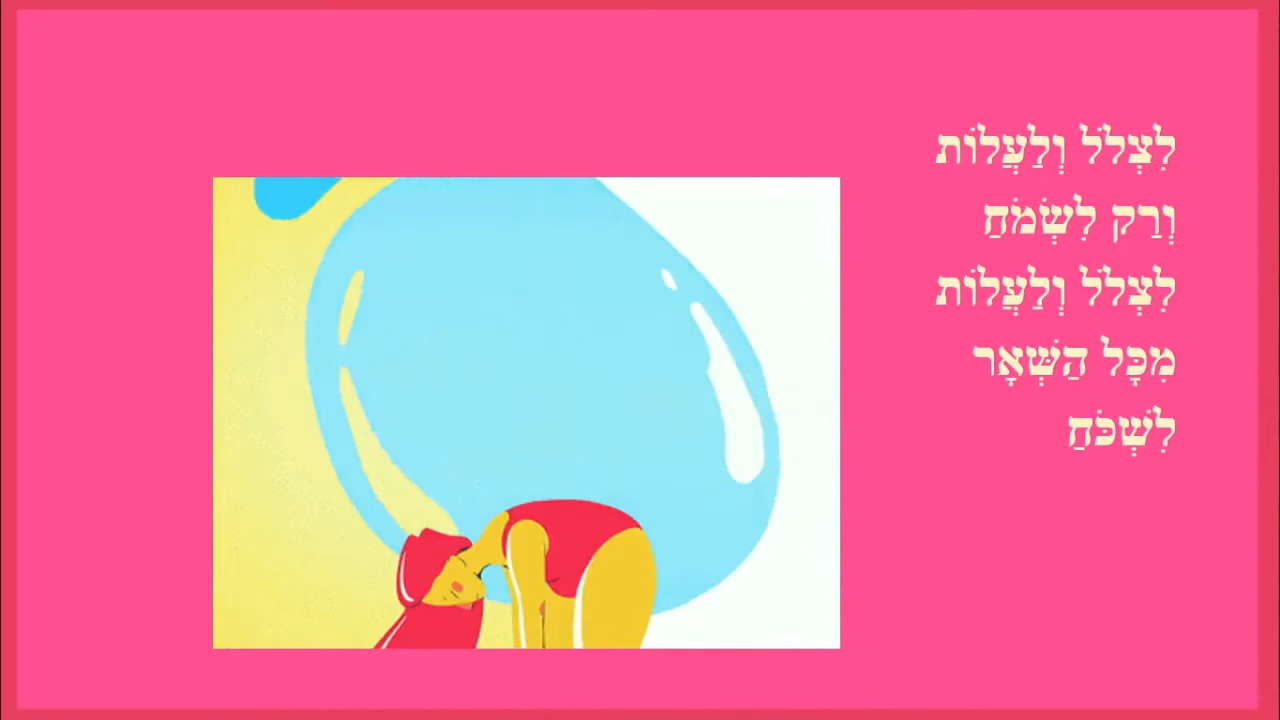 לִצְלֹל וְלַעֲלוֹת
וְרַק לִשְׂמֹחַ
לִצְלֹל וְלַעֲלוֹת
מִכָּל הַשְּׁאָר
לִשְׁכֹּחַ